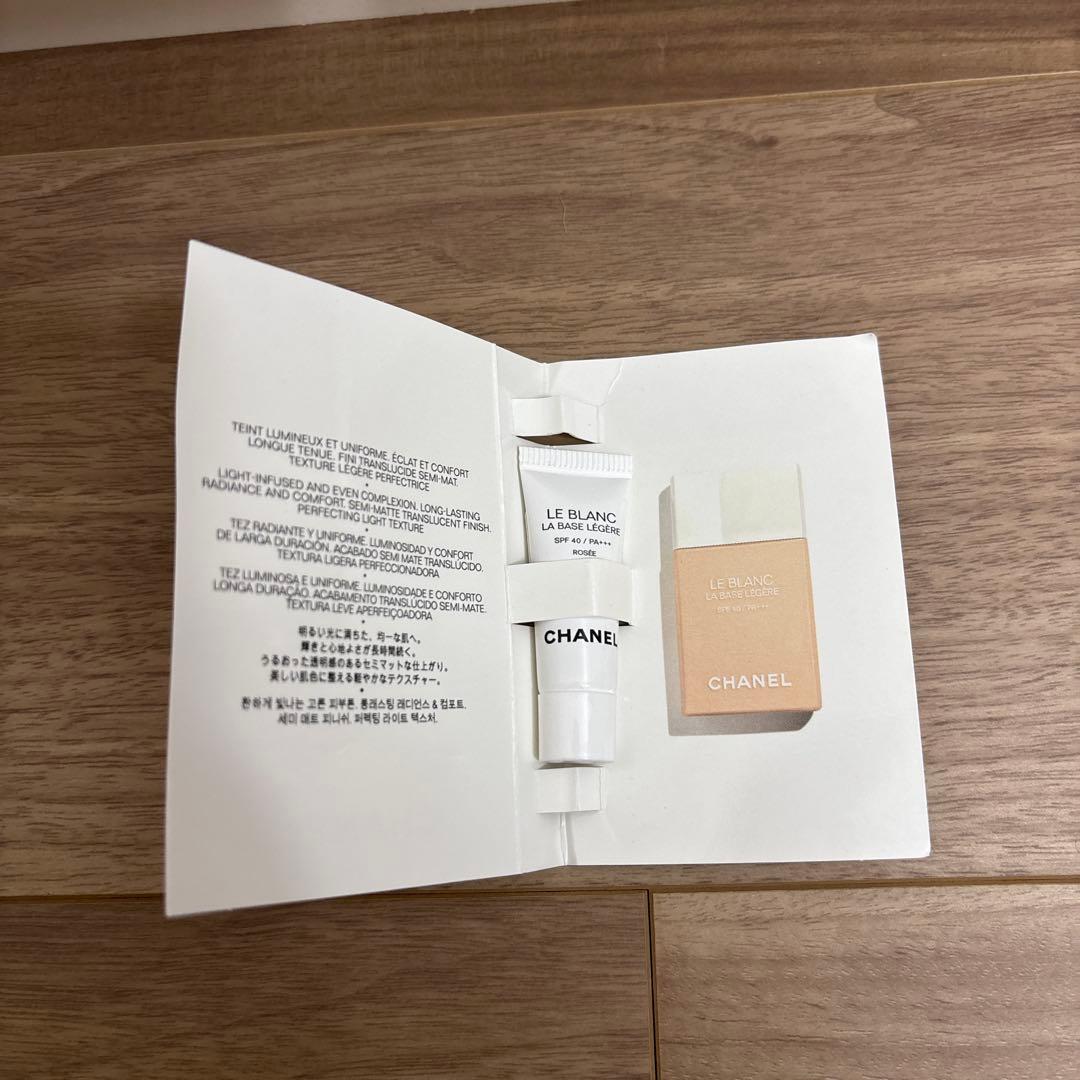 TEINT LUMINEUX ET UNIFORME. ÉCLAT ET CONFORT
LONGUE TENUE. FINI TRANSLUCIDE SEMI-MAT.
TEXTURE LÉGÈRE PERFECTRICE
•
LIGHT-INFUSED AND EVEN COMPLEXION. LONG-LASTING
RADIANCE AND COMFORT. SEMI-MATTE TRANSLUCENT FINISH.
PERFECTING LIGHT TEXTURE
•
TEZ RADIANTE Y UNIFORME. LUMINOSIDAD Y CONFORT
DE LARGA DURACIÓN. ACABADO SEMI MATE TRANSLÚCIDO.
TEXTURA LIGERA PERFECCIONADORA
•
TEZ LUMINOSA E UNIFORME. LUMINOSIDADE E CONFORTO
LONGA DURAÇÃO. ACABAMENTO TRANSLÚCIDO SEMI-MATE.
TEXTURA LEVE APERFEIÇOADORA
•
明るい光に満ちた、均一な肌へ。
輝きと心地よさが長時間続く。
うるおった透明感のあるセミマットな仕上がり。
美しい肌色に整える軽やかなテクスチャー。
•
환하게 빛나는 고른 피부톤. 롱래스팅 래디언스 & 컴포트.
세미 매트 피니쉬. 퍼펙팅 라이트 텍스처.
LE BLANC
LA BASE LÉGÈRE
SPF 40 / PA+++
ROSÉE
CHANEL
LE BLANC
LA BASE LÉGÈRE
SPF 40 / PA+++
CHANEL